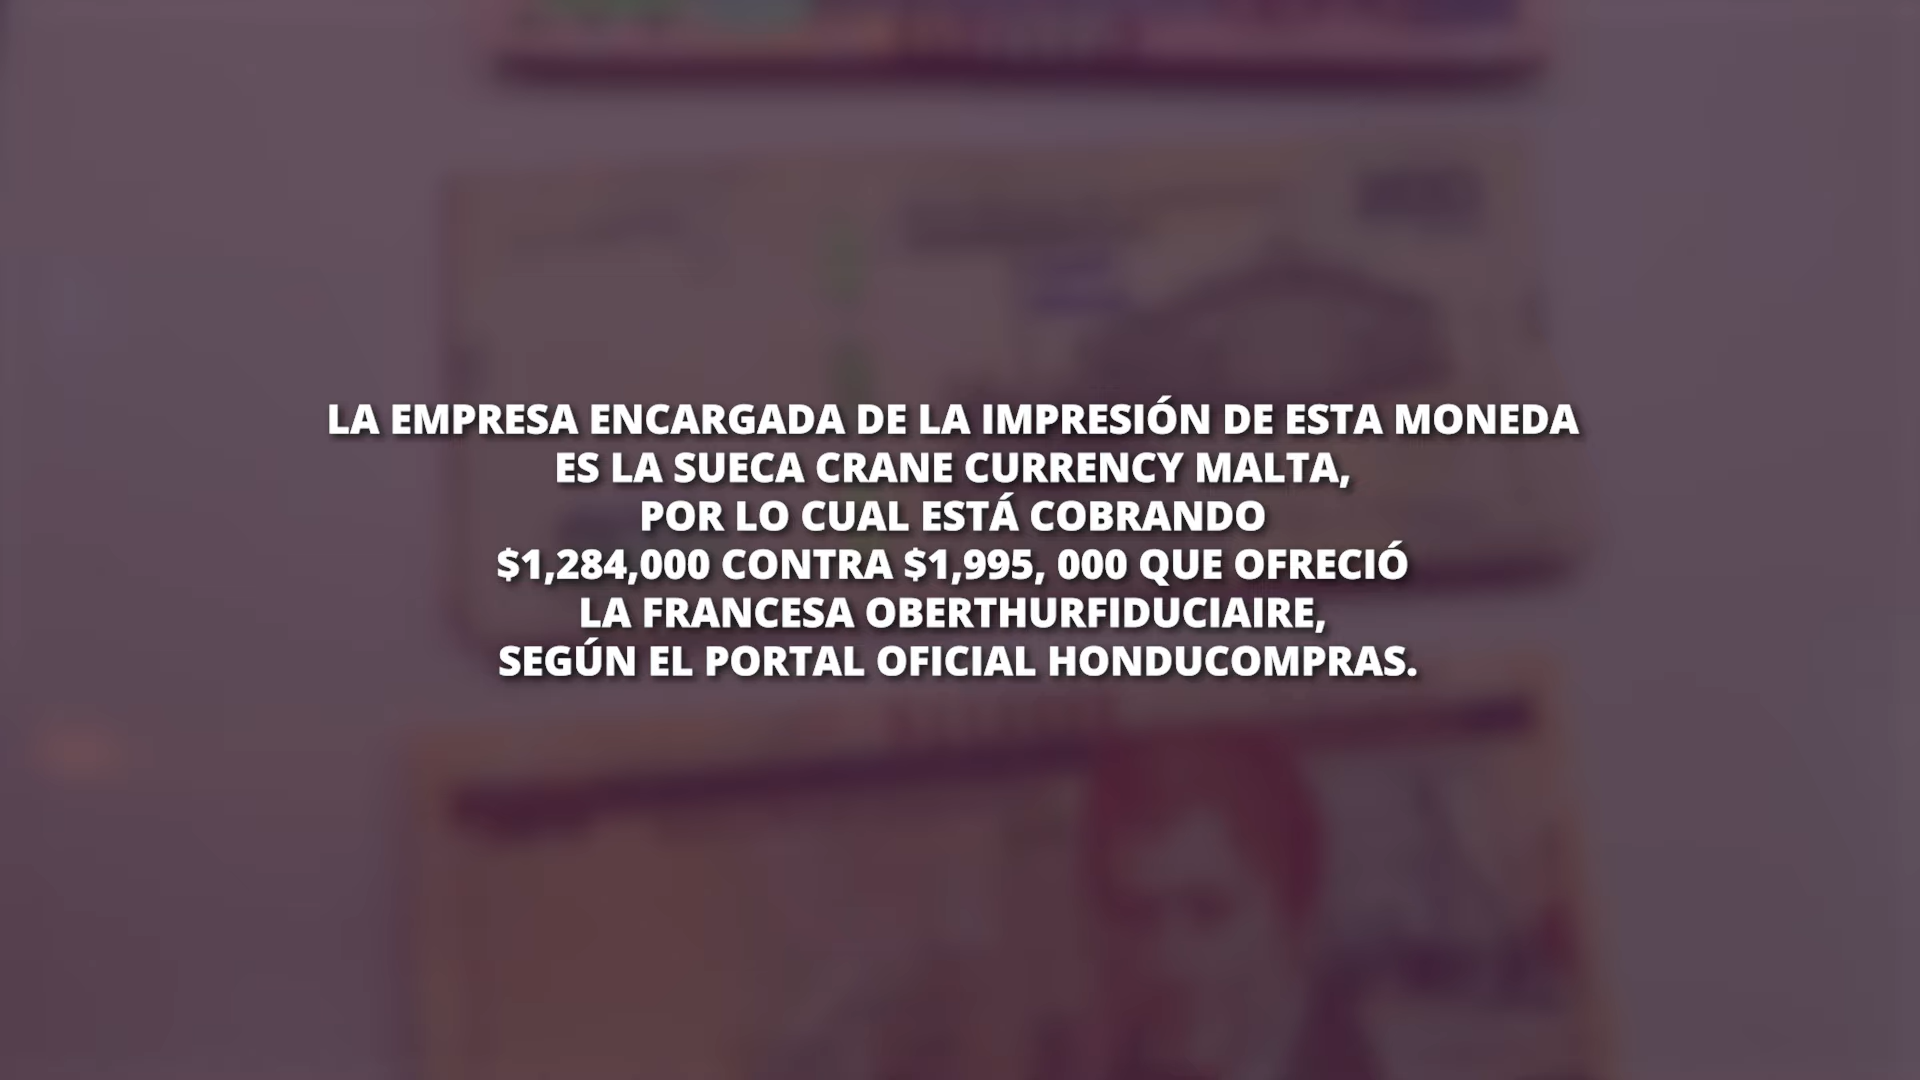 LA EMPRESA ENCARGADA DE LA IMPRESIÓN DE ESTA MONEDA
ES LA SUECA CRANE CURRENCY MALTA,
POR LO CUAL ESTÁ COBRANDO
$1,284,000 CONTRA $1,995, 000 QUE OFRECIÓ
LA FRANCESA OBERTHURFIDUCIAIRE,
SEGÚN EL PORTAL OFICIAL HONDUCOMPRAS.